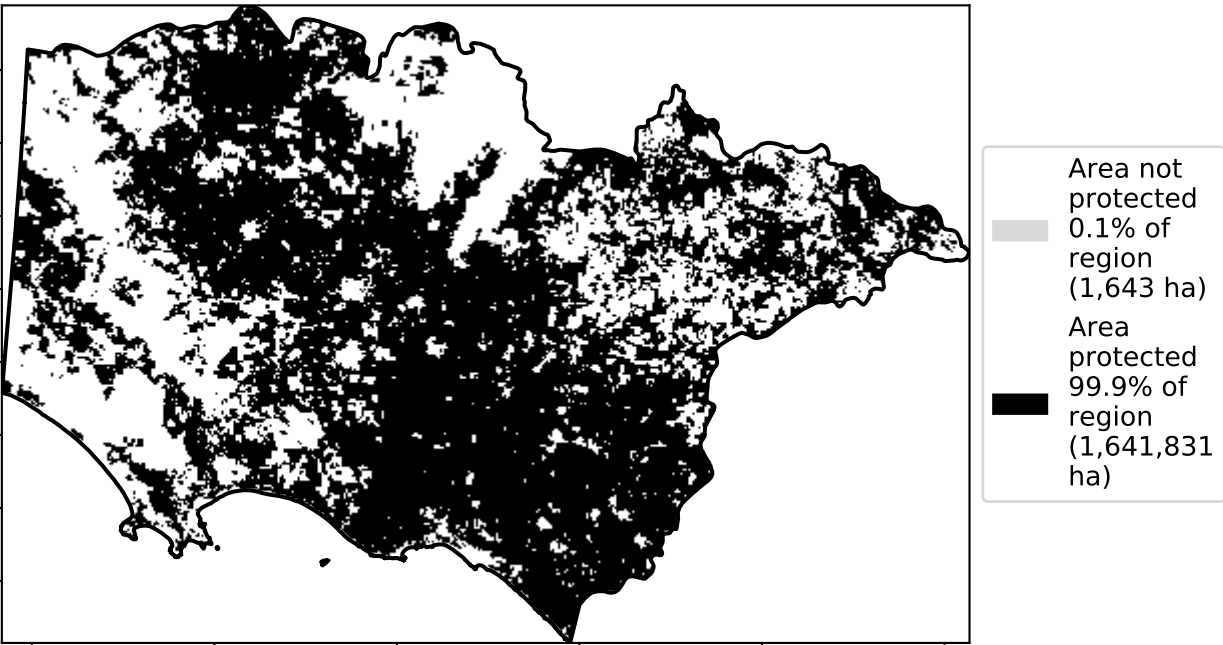 Area not
protected
0.1% of
region
(1,643 ha)
Area
protected
99.9% of
region
(1,641,831
ha)